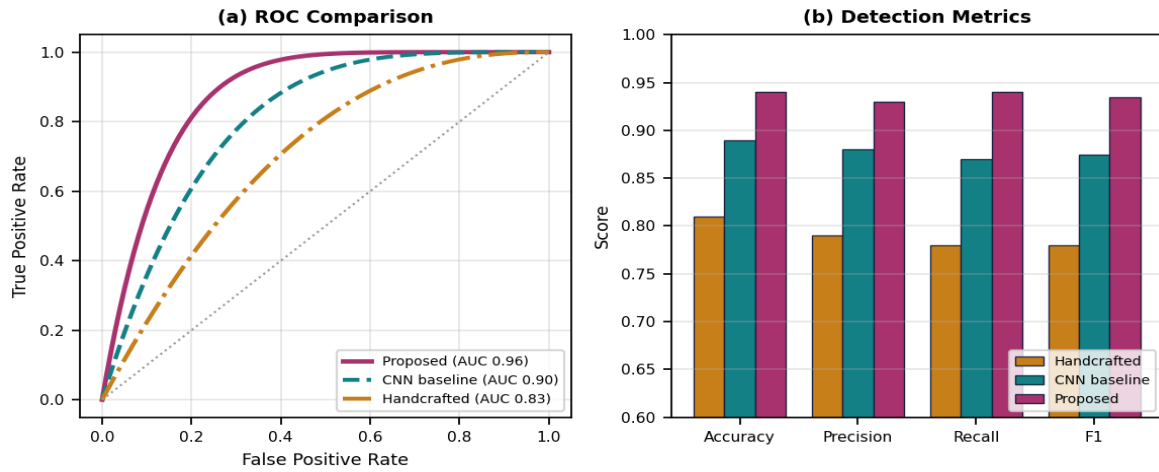 (a) ROC Comparison
True Positive Rate
1.0
0.8
0.6
0.4
0.2
0.0
Proposed (AUC 0.96)
CNN baseline (AUC 0.90)
Handcrafted (AUC 0.83)
0.0 0.2 0.4 0.6 0.8 1.0
False Positive Rate
(b) Detection Metrics
Score
1.00
0.95
0.90
0.85
0.80
0.75
0.70
0.65
0.60
Handcrafted
CNN baseline
Proposed
Accuracy Precision Recall F1